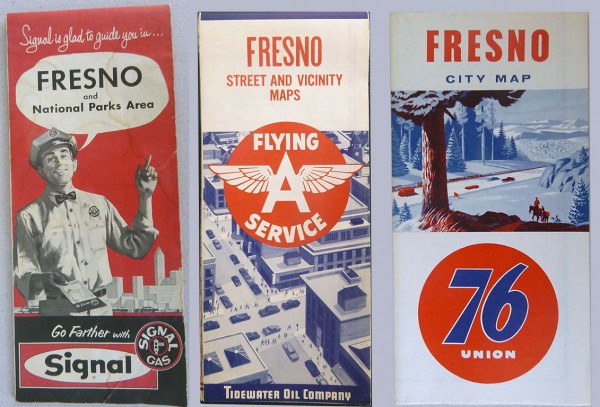 Signal is glad to guide you in...
FRESNO
and
National Parks Area
Go Farther with
SIGNAL
GAS
Signal
FRESNO
STREET AND VICINITY
MAPS
FLYING
A
SERVICE
TIDEWATER OIL COMPANY
FRESNO
CITY MAP
76
UNION